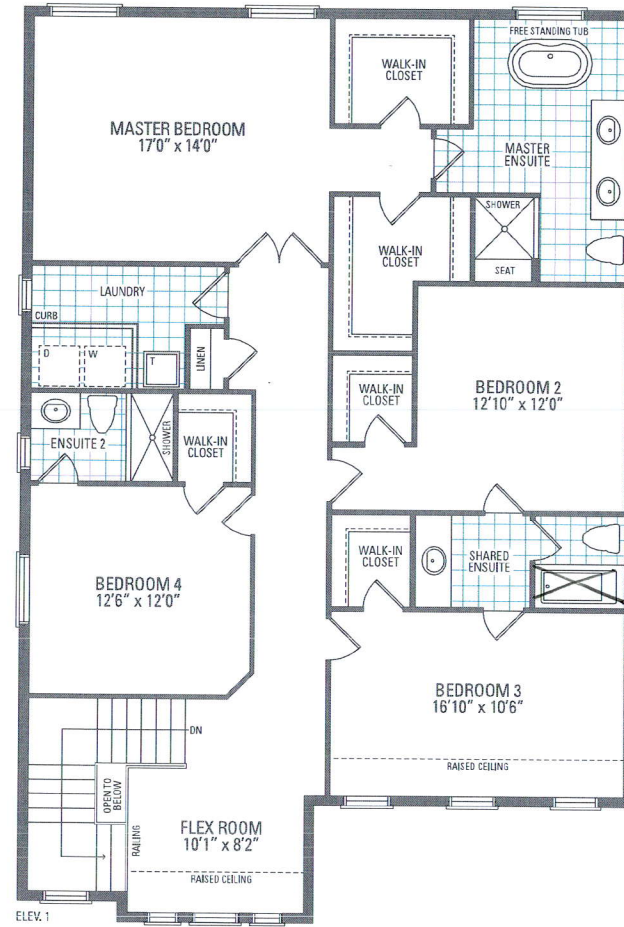 FREE STANDING TUB
WALK-IN
CLOSET
MASTER BEDROOM
17'0" x 14'0"
MASTER
ENSUITE
SHOWER
WALK-IN
CLOSET
SEAT
LAUNDRY
CURB
D
W
T
LINEN
WALK-IN
CLOSET
BEDROOM 2
12'10" x 12'0"
ENSUITE 2
SHOWER
WALK-IN
CLOSET
WALK-IN
CLOSET
SHARED
ENSUITE
BEDROOM 4
12'6" x 12'0"
BEDROOM 3
16'10" x 10'6"
DN
RAISED CEILING
OPEN TO
BELOW
RAILING
FLEX ROOM
10'1" x 8'2"
RAISED CEILING
ELEV. 1